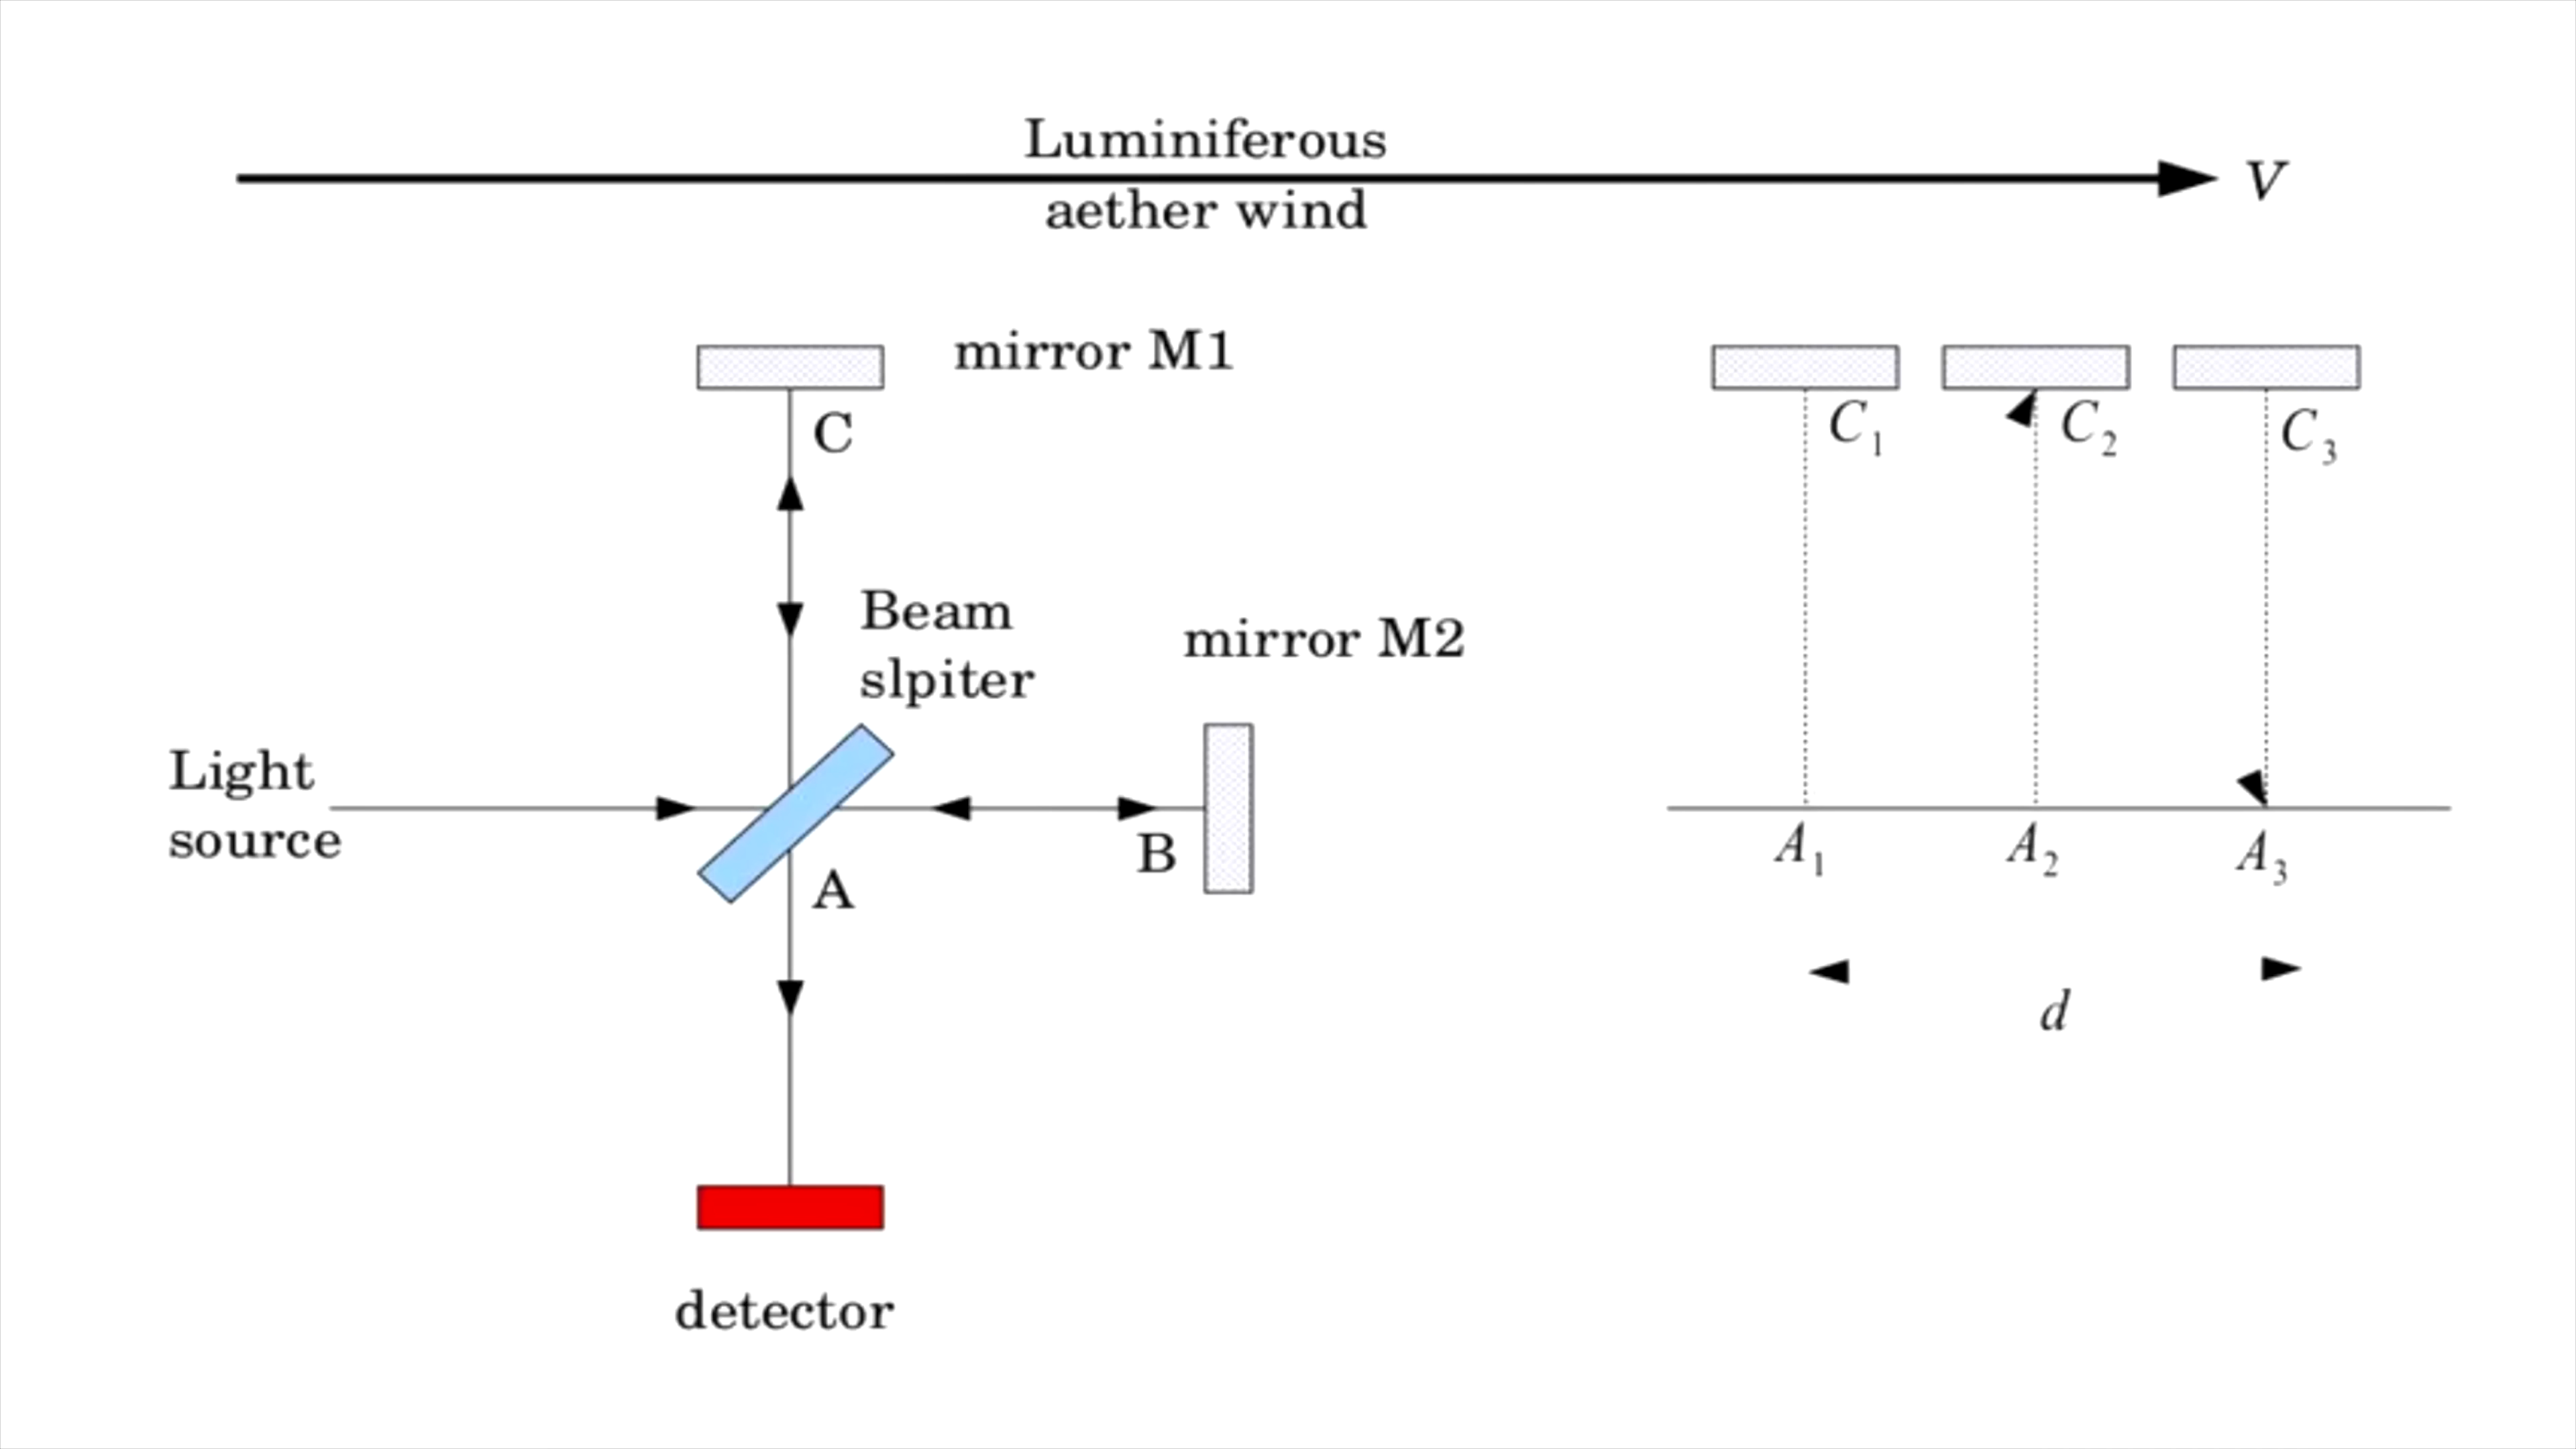 Luminiferous
aether wind
V
mirror M1
C
Beam
slpiter
mirror M2
Light
source
B
A
detector
C₁
C₂
C₃
A₁
A₂
A₃
d